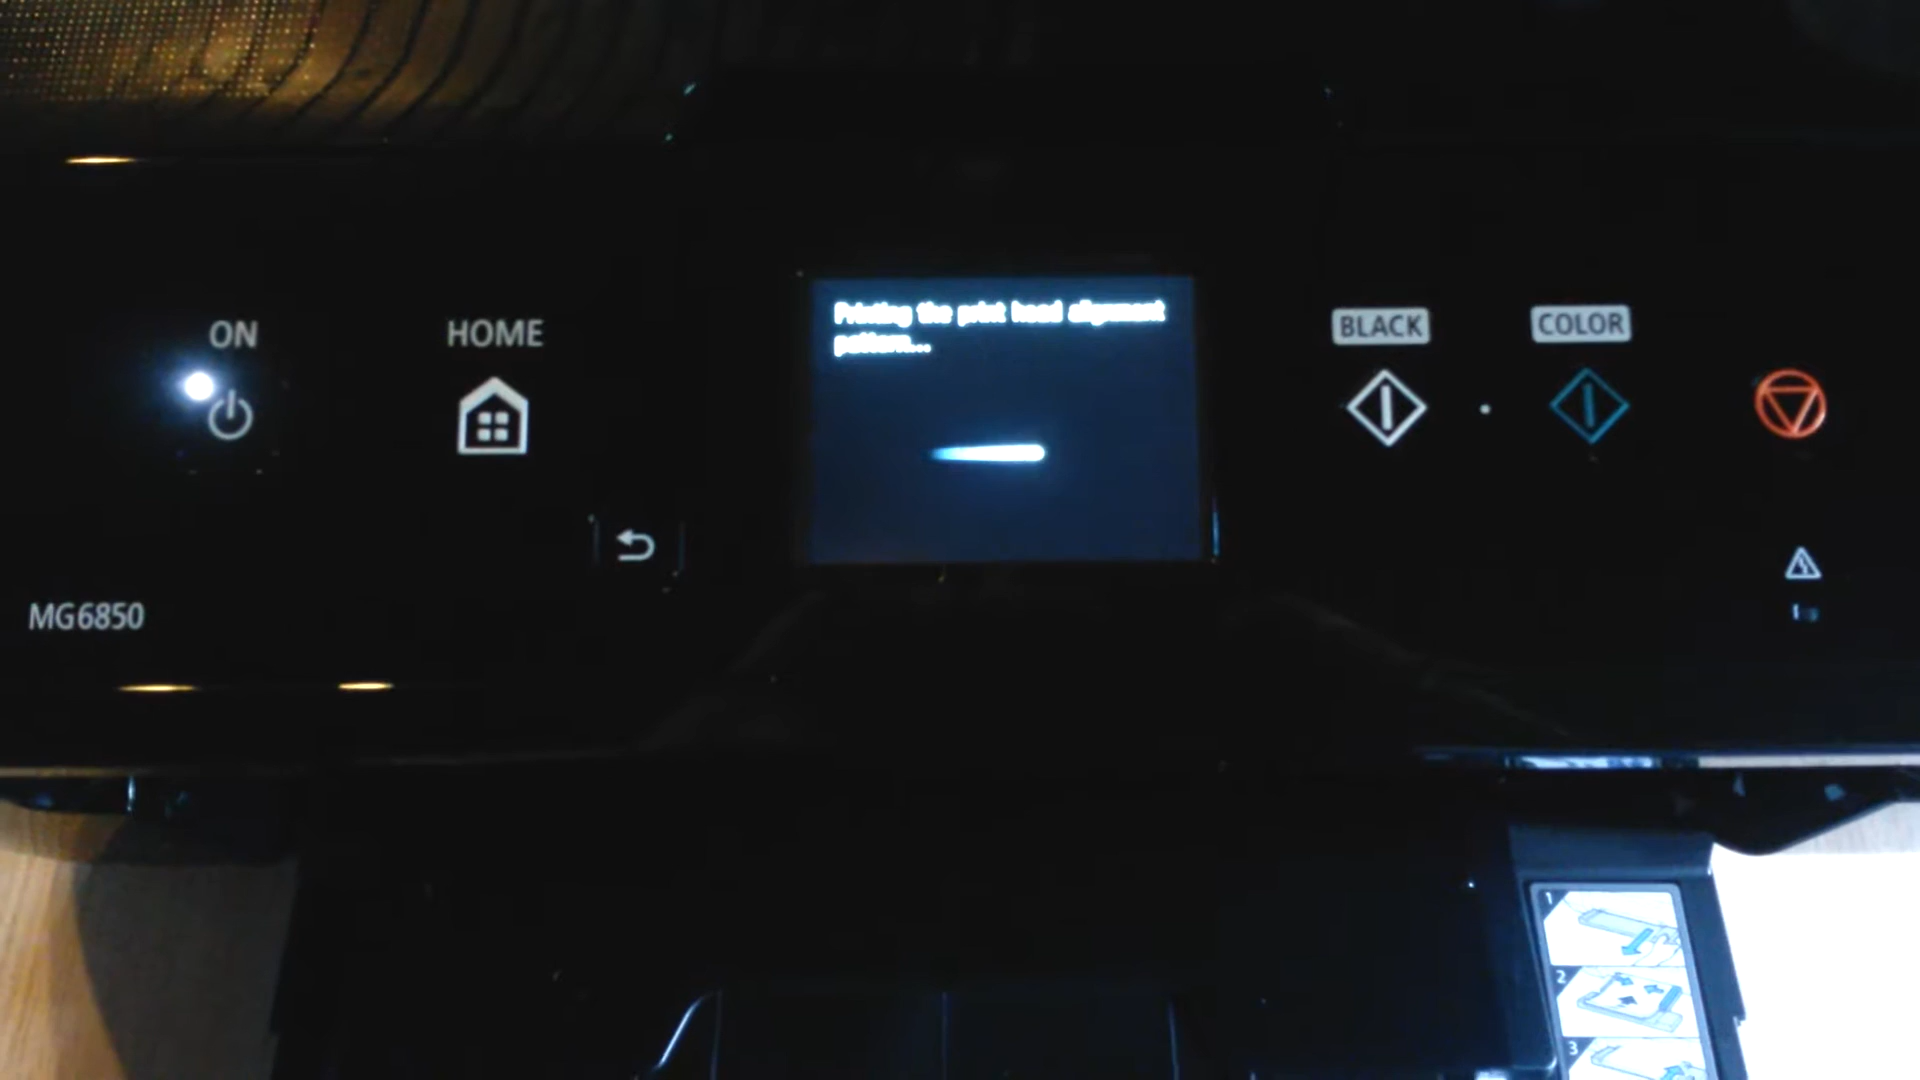 ON
HOME
Printing the print head alignment
pattern...
BLACK
COLOR
MG6850
1
2
3